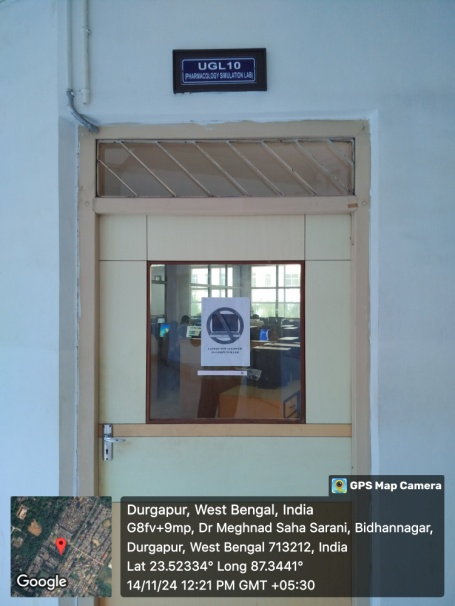 UGL10
(PHARMACOLOGY SIMULATION LAB)
GPS Map Camera
Durgapur, West Bengal, India
G8fv+9mp, Dr Meghnad Saha Sarani, Bidhannagar,
Durgapur, West Bengal 713212, India
Lat 23.52334° Long 87.3441°
14/11/24 12:21 PM GMT +05:30
Google